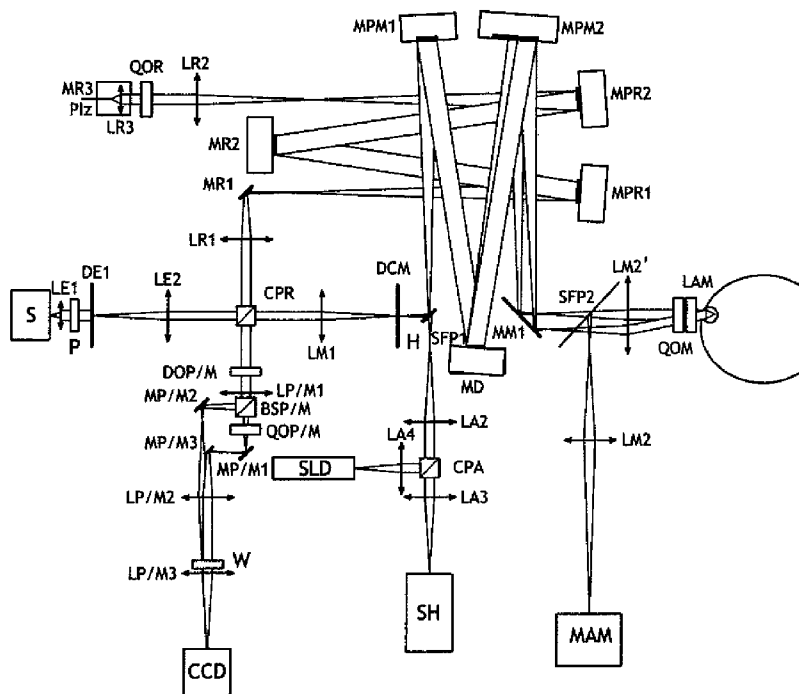 MPM1
MPM2
QOR
LR2
MR3
Plz
LR3
MPR2
MR2
MR1
MPR1
LR1
DE1
LE1
LE2
CPR
DCM
LM2'
LAM
SFP2
S
P
LM1
H
SFP1
MM1
QOM
MD
DOP/M
MP/M2
LP/M1
BSP/M
QOP/M
MP/M3
MP/M1
LA4
LA2
LM2
SLD
CPA
LP/M2
LA3
W
LP/M3
SH
MAM
CCD